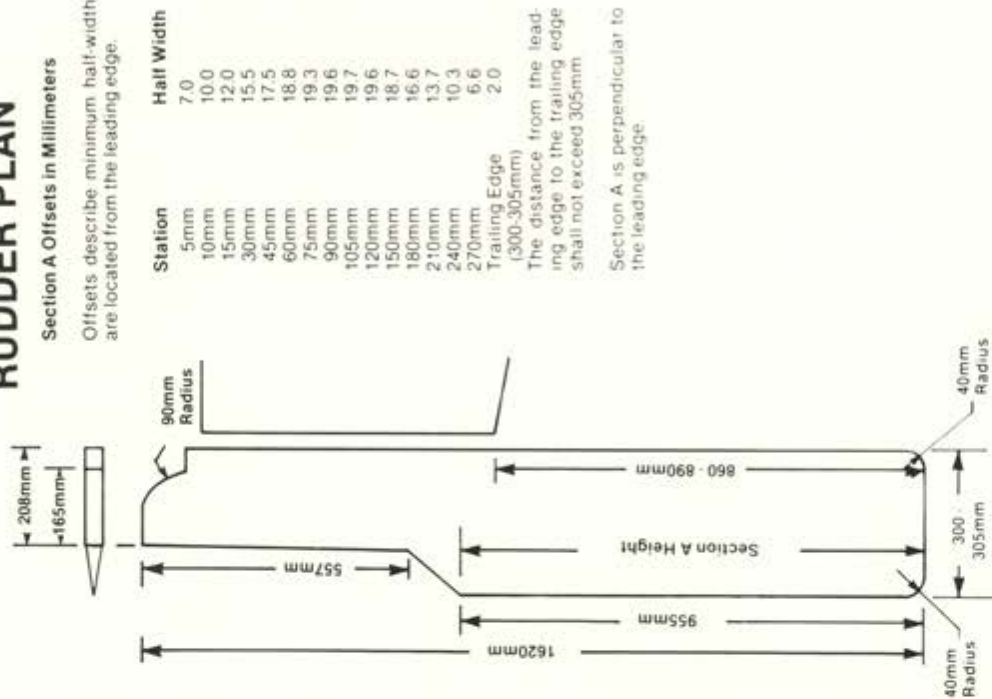 RUDDER PLAN
Section A Offsets in Millimeters
Offsets describe minimum half-width
are located from the leading edge.
Station Half Width
5mm 7.0
10mm 10.0
15mm 12.0
30mm 15.5
45mm 17.5
60mm 18.8
75mm 19.3
90mm 19.6
105mm 19.7
120mm 19.6
150mm 18.7
180mm 16.6
210mm 13.7
240mm 10.3
270mm 6.6
Trailing Edge 2.0
(300-305mm)
The distance from the lead-
ing edge to the trailing edge
shall not exceed 305mm
Section A is perpendicular to
the leading edge.
208mm
165mm
90mm
Radius
557mm
860 - 890mm
Section A Height
955mm
1620mm
300 -
305mm
40mm
Radius
40mm
Radius